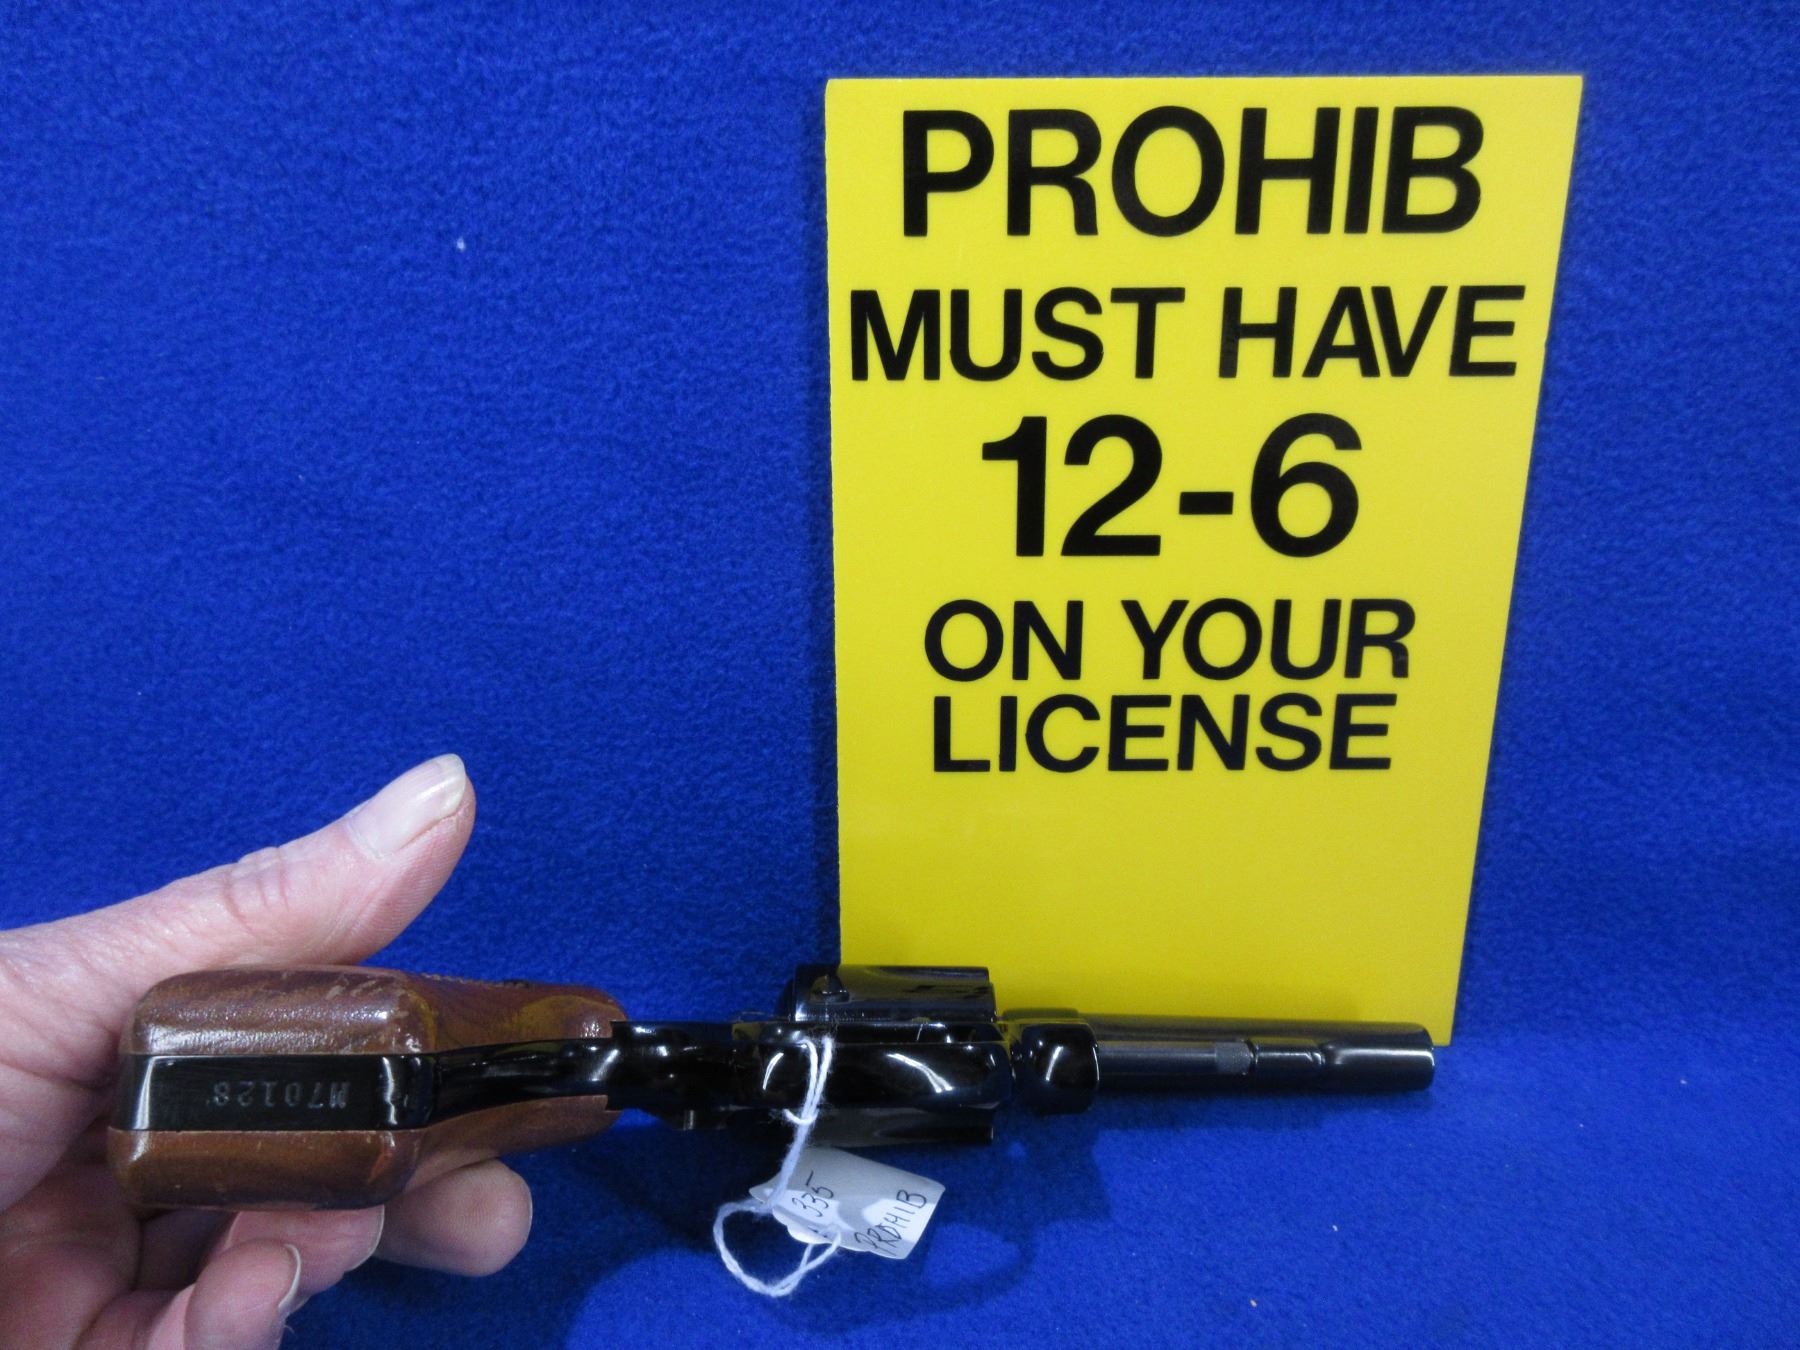 PROHIB
MUST HAVE
12-6
ON YOUR
LICENSE
M70128
335
PROHIB